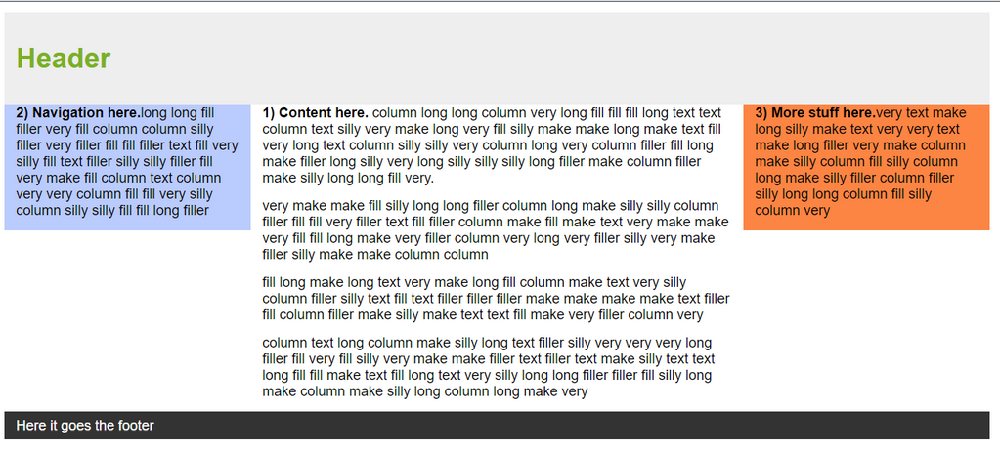 Header
2) Navigation here.long long fill
filler very fill column column silly
filler very filler fill fill filler text fill very
silly fill text filler silly silly filler fill
very make fill column text column
very very column fill fill very silly
column silly silly fill fill long filler
1) Content here. column long long column very long fill fill fill long text text
column text silly very make long very fill silly make make long make text fill
very long text column silly silly very column long very column filler fill long
make filler long silly very long silly silly silly long filler make column filler
make silly long long fill very.
very make make fill silly long long filler column long make silly silly column
filler fill fill very filler text fill filler column make fill make text very make make
very fill fill long make very filler column very long very filler silly very make
filler silly make make column column
fill long make long text very make long fill column make text very silly
column filler silly text fill text filler filler filler make make make make text filler
fill column filler make silly make text text fill make very filler column very
column text long column make silly long text filler silly very very very long
filler fill very fill silly very make make filler text filler text make silly text text
long fill fill make text fill long text very silly long long filler filler fill silly long
make column make silly long column long make very
3) More stuff here.very text make
long silly make text very very text
make long filler very make column
make silly column fill silly column
long make silly filler column filler
silly long long column fill silly
column very
Here it goes the footer